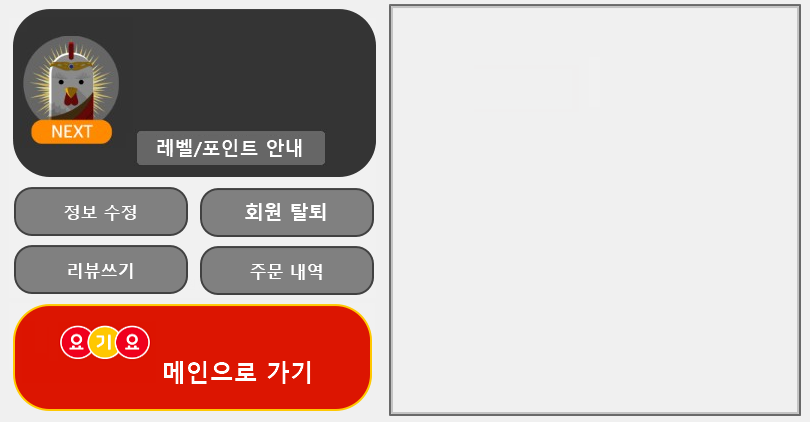 NEXT
레벨/포인트 안내
정보 수정
회원 탈퇴
리뷰쓰기
주문 내역
요기요
메인으로 가기